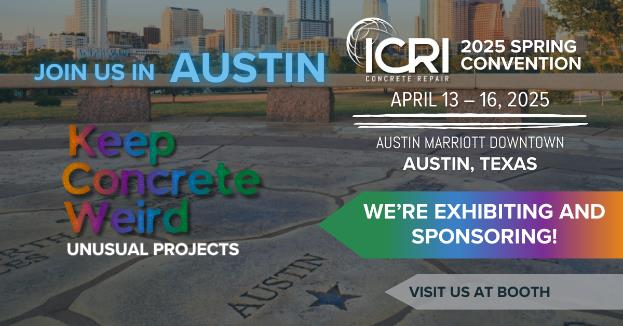 JOIN US IN AUSTIN
ICRI
CONCRETE REPAIR
2025 SPRING
CONVENTION
APRIL 13 – 16, 2025
AUSTIN MARRIOTT DOWNTOWN
AUSTIN, TEXAS
Keep
Concrete
Weird
UNUSUAL PROJECTS
WE'RE EXHIBITING AND
SPONSORING!
VISIT US AT BOOTH
AUSTIN